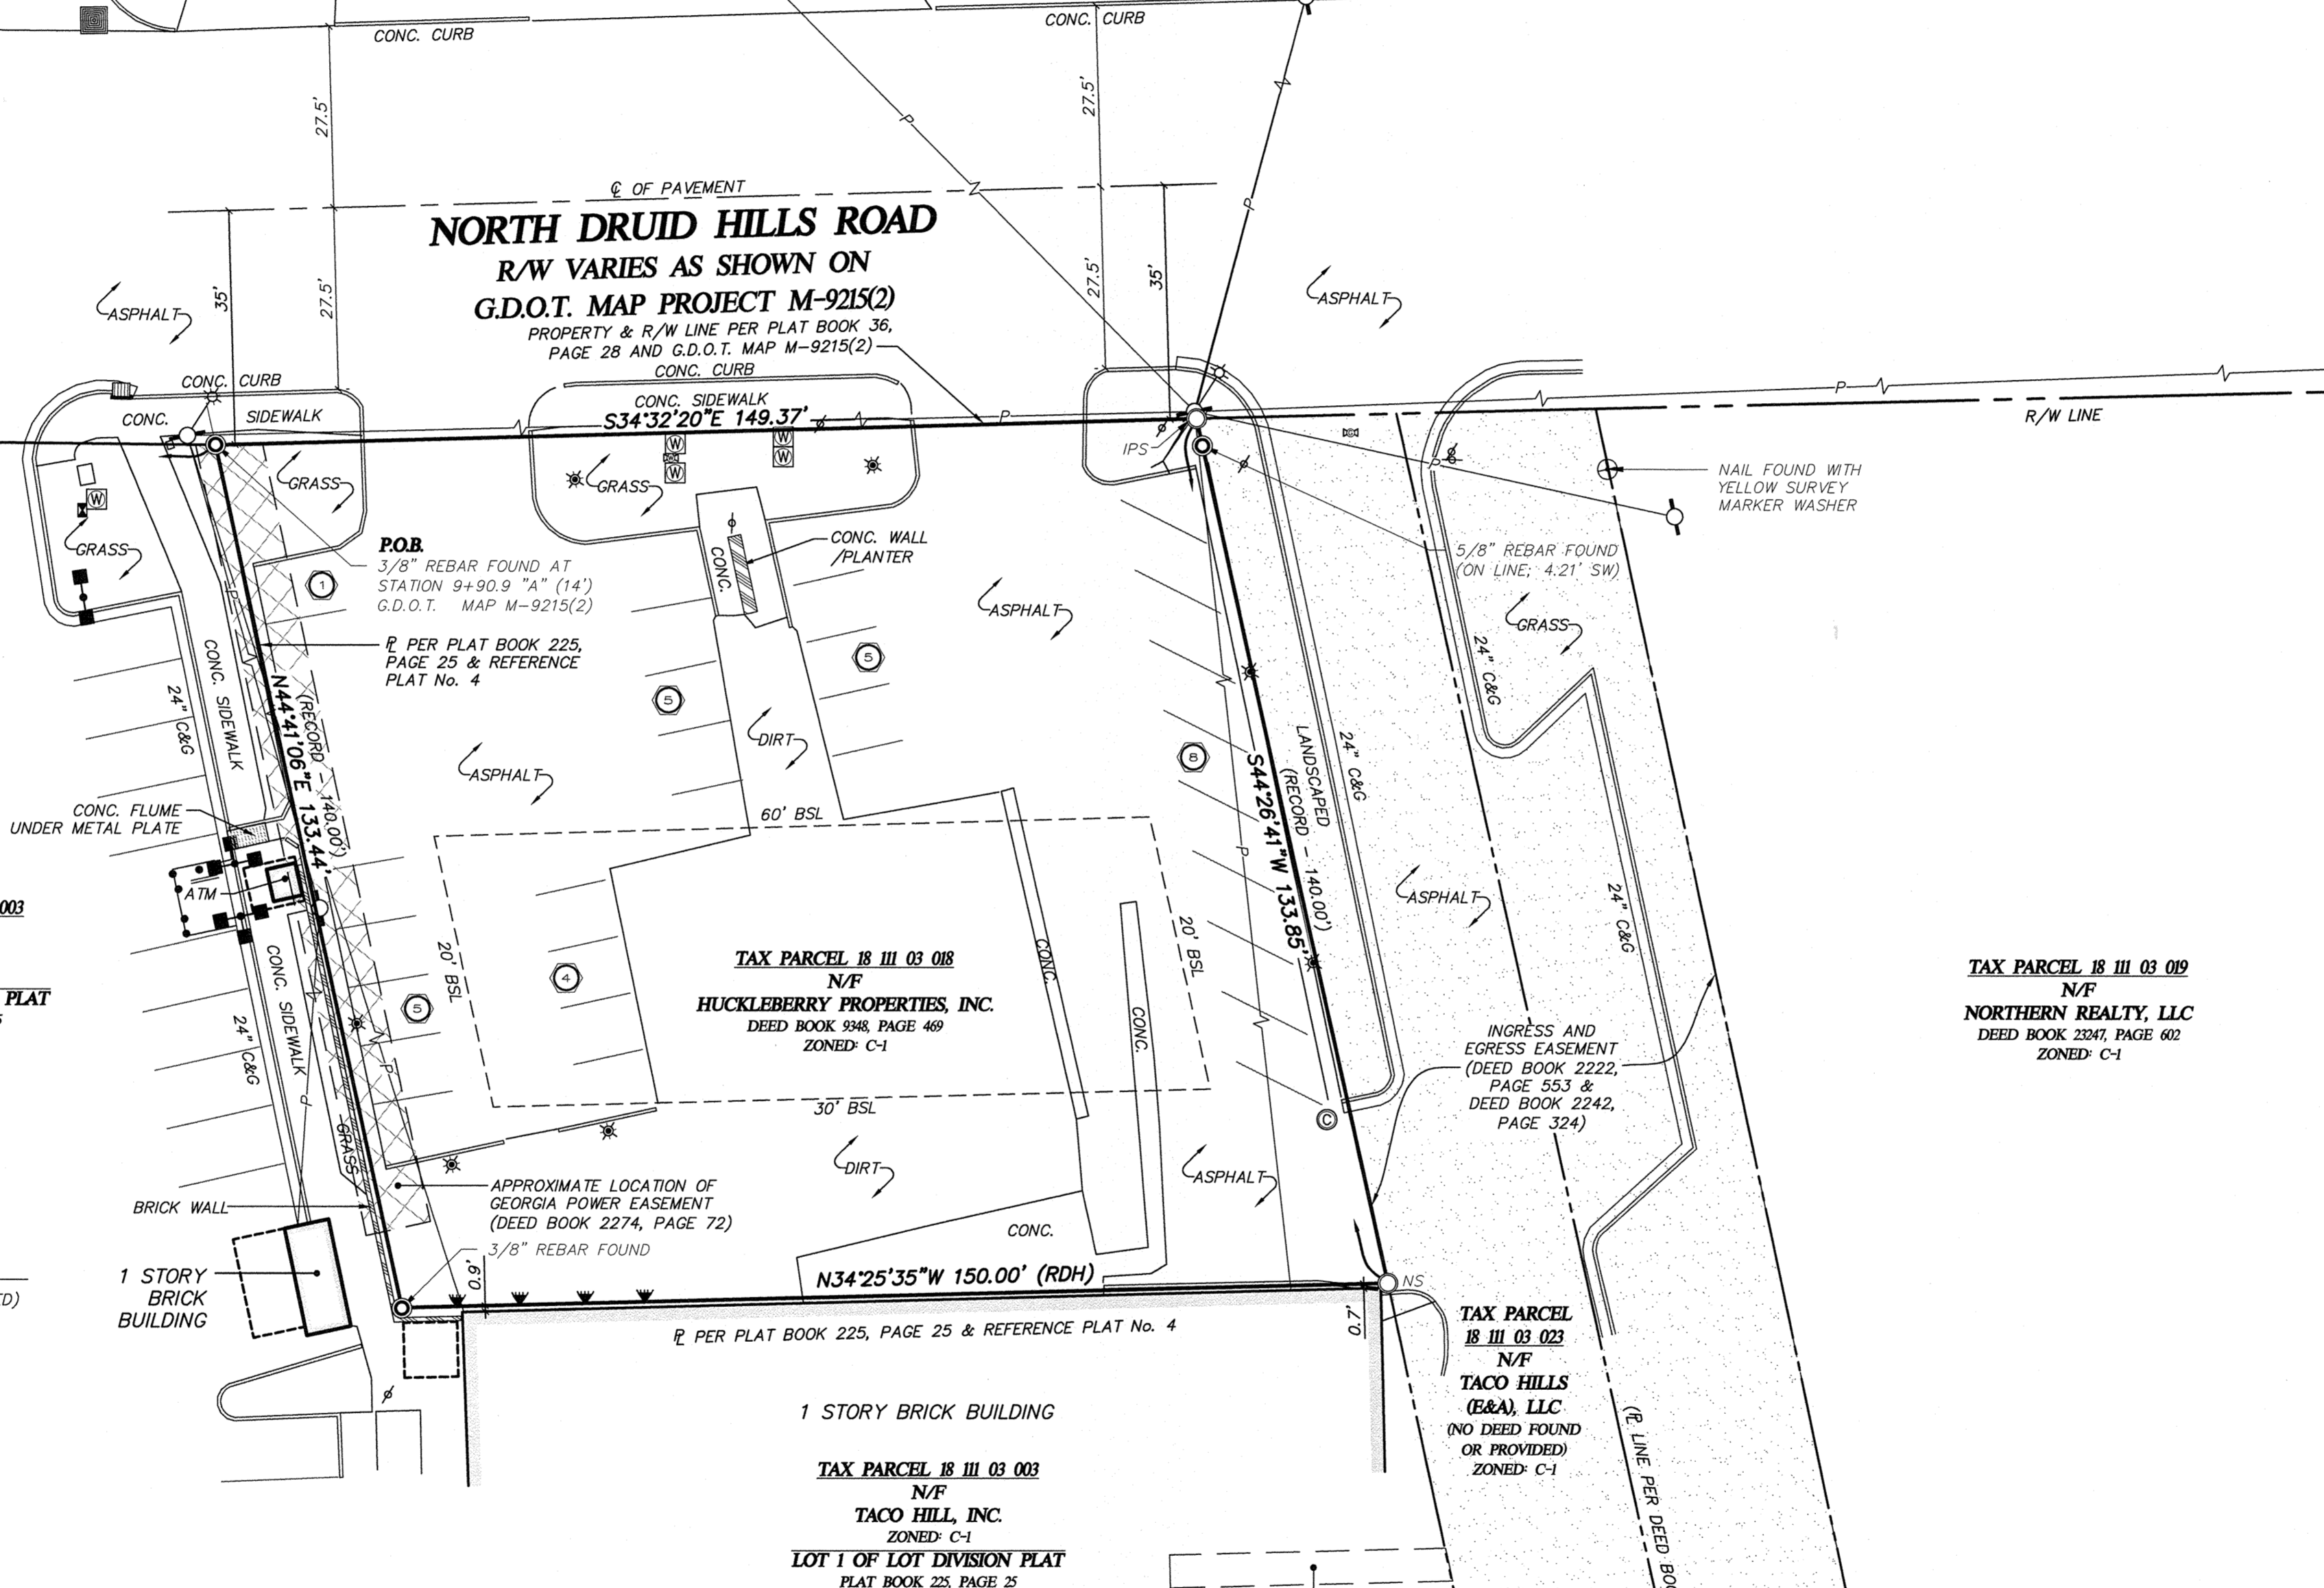 CONC. CURB
CONC. CURB
27.5'
27.5'
℄ OF PAVEMENT
NORTH DRUID HILLS ROAD
R/W VARIES AS SHOWN ON
G.D.O.T. MAP PROJECT M-9215(2)
PROPERTY & R/W LINE PER PLAT BOOK 36,
PAGE 28 AND G.D.O.T. MAP M-9215(2)
35'
27.5'
27.5'
35'
ASPHALT
ASPHALT
P
P
P
CONC. CURB
CONC. SIDEWALK
CONC. CURB
CONC. SIDEWALK
S34°32'20"E 149.37'
P
P
R/W LINE
IPS
W
W
W
W
W
GRASS
GRASS
GRASS
P
NAIL FOUND WITH
YELLOW SURVEY
MARKER WASHER
P.O.B.
3/8" REBAR FOUND AT
STATION 9+90.9 "A" (14')
G.D.O.T. MAP M-9215(2)
1
CONC.
CONC. WALL
/PLANTER
5/8" REBAR FOUND
(ON LINE; 4.21' SW)
P
℄ PER PLAT BOOK 225,
PAGE 25 & REFERENCE
PLAT No. 4
ASPHALT
GRASS
24" C&G
5
5
8
CONC. SIDEWALK
24" C&G
N44°41'06"E 133.44'
(RECORD - 140.00')
DIRT
ASPHALT
LANDSCAPED
(RECORD - 140.00')
S44°26'41"W 133.85'
24" C&G
P
CONC. FLUME
UNDER METAL PLATE
60' BSL
ATM
003
PLAT
20' BSL
20' BSL
ASPHALT
24" C&G
4
5
CONC. SIDEWALK
24" C&G
P
P
TAX PARCEL 18 111 03 018
N/F
HUCKLEBERRY PROPERTIES, INC.
DEED BOOK 9348, PAGE 469
ZONED: C-1
CONC.
CONC.
TAX PARCEL 18 111 03 019
N/F
NORTHERN REALTY, LLC
DEED BOOK 23247, PAGE 602
ZONED: C-1
INGRESS AND
EGRESS EASEMENT
(DEED BOOK 2222,
PAGE 553 &
DEED BOOK 2242,
PAGE 324)
30' BSL
C
GRASS
DIRT
ASPHALT
BRICK WALL
APPROXIMATE LOCATION OF
GEORGIA POWER EASEMENT
(DEED BOOK 2274, PAGE 72)
3/8" REBAR FOUND
CONC.
1 STORY
BRICK
BUILDING
0.9'
N34°25'35"W 150.00' (RDH)
NS
0.7'
D)
℄ PER PLAT BOOK 225, PAGE 25 & REFERENCE PLAT No. 4
TAX PARCEL
18 111 03 023
N/F
TACO HILLS
(E&A), LLC
(NO DEED FOUND
OR PROVIDED)
ZONED: C-1
1 STORY BRICK BUILDING
TAX PARCEL 18 111 03 003
N/F
TACO HILL, INC.
ZONED: C-1
LOT 1 OF LOT DIVISION PLAT
PLAT BOOK 225, PAGE 25
LINE PER DEED BOO